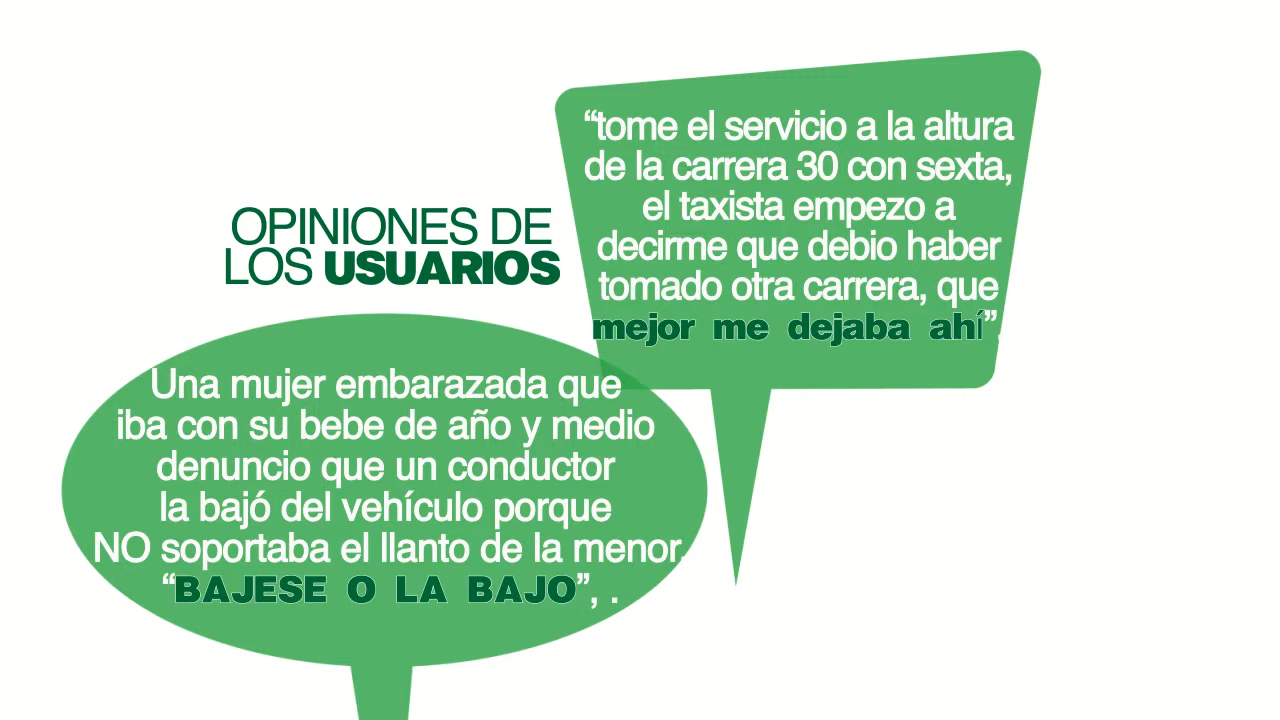 OPINIONES DE
LOS USUARIOS
“tome el servicio a la altura
de la carrera 30 con sexta,
el taxista empezo a
decirme que debio haber
tomado otra carrera, que
mejor me dejaba ahí”.
Una mujer embarazada que
iba con su bebe de año y medio
denuncio que un conductor
la bajó del vehículo porque
NO soportaba el llanto de la menor.
“BAJESE O LA BAJO”, .